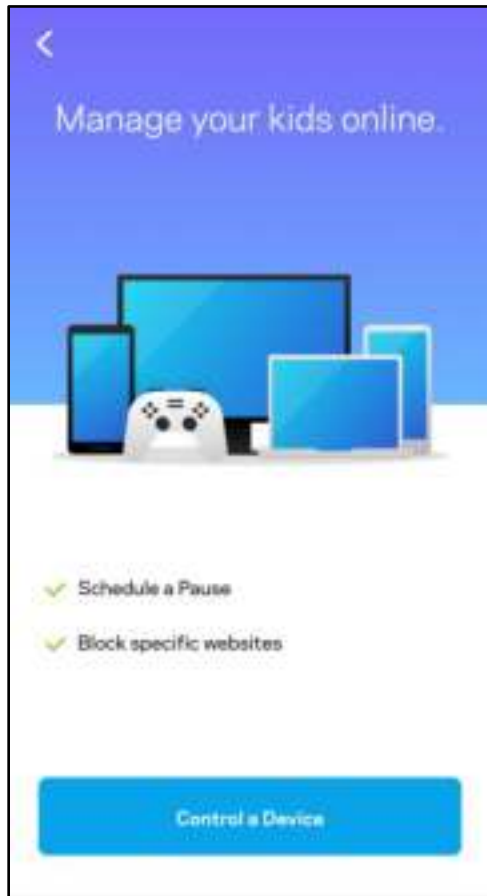 Manage your kids online.
Schedule a Pause
Block specific websites
Control a Device